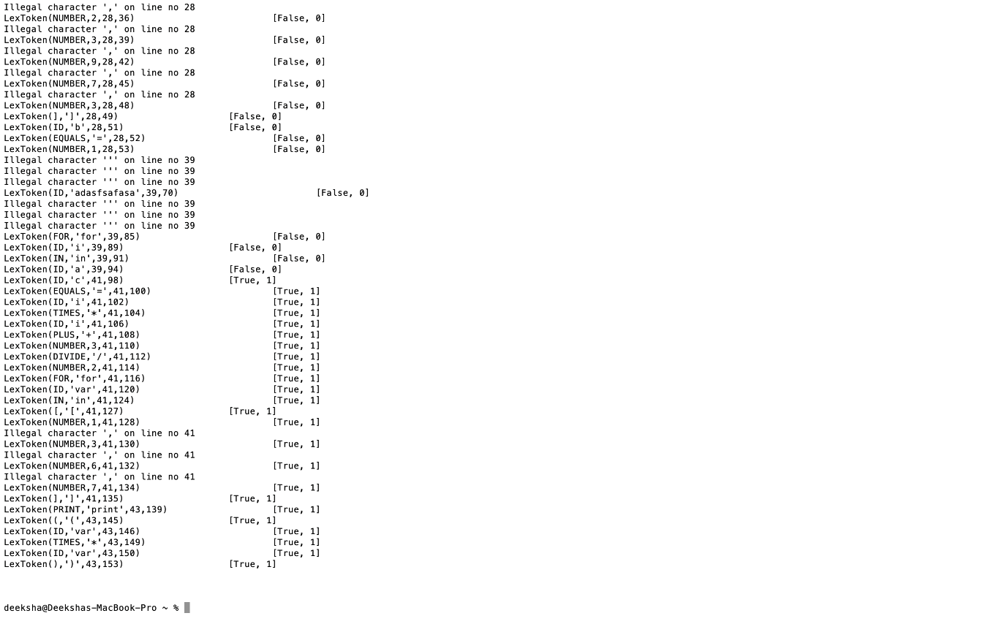 Illegal character ',' on line no 28
LexToken(NUMBER,2,28,36) [False, 0]
Illegal character ',' on line no 28
LexToken(NUMBER,3,28,39) [False, 0]
Illegal character ',' on line no 28
LexToken(NUMBER,9,28,42) [False, 0]
Illegal character ',' on line no 28
LexToken(NUMBER,7,28,45) [False, 0]
Illegal character ',' on line no 28
LexToken(NUMBER,3,28,48) [False, 0]
LexToken(],']',28,49) [False, 0]
LexToken(ID,'b',28,51) [False, 0]
LexToken(EQUALS,'=',28,52) [False, 0]
LexToken(NUMBER,1,28,53) [False, 0]
Illegal character ''' on line no 39
Illegal character ''' on line no 39
Illegal character ''' on line no 39
LexToken(ID,'adasfsafasa',39,70) [False, 0]
Illegal character ''' on line no 39
Illegal character ''' on line no 39
Illegal character ''' on line no 39
LexToken(FOR,'for',39,85) [False, 0]
LexToken(ID,'i',39,89) [False, 0]
LexToken(IN,'in',39,91) [False, 0]
LexToken(ID,'a',39,94) [False, 0]
LexToken(ID,'c',41,98) [True, 1]
LexToken(EQUALS,'=',41,100) [True, 1]
LexToken(ID,'i',41,102) [True, 1]
LexToken(TIMES,'*',41,104) [True, 1]
LexToken(ID,'i',41,106) [True, 1]
LexToken(PLUS,'+',41,108) [True, 1]
LexToken(NUMBER,3,41,110) [True, 1]
LexToken(DIVIDE,'/',41,112) [True, 1]
LexToken(NUMBER,2,41,114) [True, 1]
LexToken(FOR,'for',41,116) [True, 1]
LexToken(ID,'var',41,120) [True, 1]
LexToken(IN,'in',41,124) [True, 1]
LexToken([,'[',41,127) [True, 1]
LexToken(NUMBER,1,41,128) [True, 1]
Illegal character ',' on line no 41
LexToken(NUMBER,3,41,130) [True, 1]
Illegal character ',' on line no 41
LexToken(NUMBER,6,41,132) [True, 1]
Illegal character ',' on line no 41
LexToken(NUMBER,7,41,134) [True, 1]
LexToken(],']',41,135) [True, 1]
LexToken(PRINT,'print',43,139) [True, 1]
LexToken((,'(',43,145) [True, 1]
LexToken(ID,'var',43,146) [True, 1]
LexToken(TIMES,'*',43,149) [True, 1]
LexToken(ID,'var',43,150) [True, 1]
LexToken(),')',43,153) [True, 1]
deeksha@Deekshas-MacBook-Pro ~ %